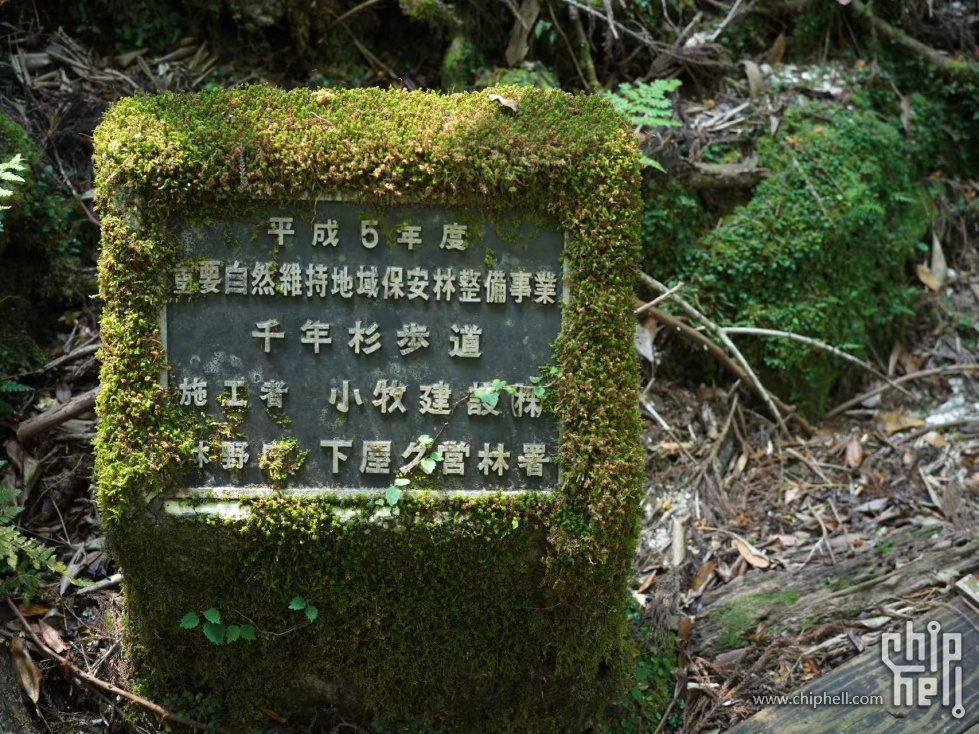 平成5年度
重要自然維持地域保安林整備事業
千年杉歩道
施工者 小牧建設(株
林野 下屋久営林署
www.chiphell.com
chip hell